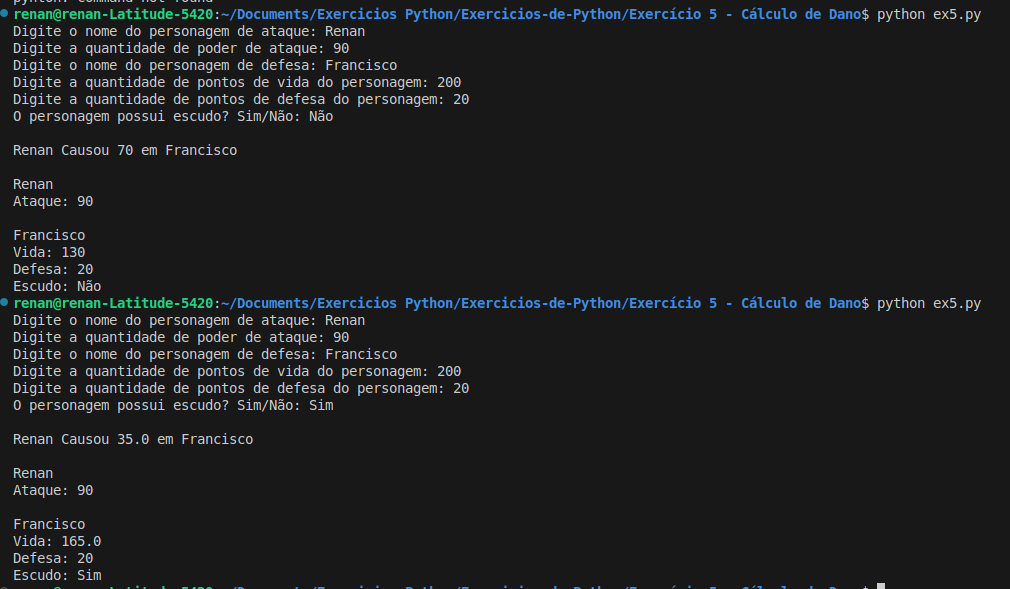 renan@renan-Latitude-5420:~/Documents/Exercicios Python/Exercicios-de-Python/Exercício 5 - Cálculo de Dano$ python ex5.py
Digite o nome do personagem de ataque: Renan
Digite a quantidade de poder de ataque: 90
Digite o nome do personagem de defesa: Francisco
Digite a quantidade de pontos de vida do personagem: 200
Digite a quantidade de pontos de defesa do personagem: 20
O personagem possui escudo? Sim/Não: Não
Renan Causou 70 em Francisco
Renan
Ataque: 90
Francisco
Vida: 130
Defesa: 20
Escudo: Não
renan@renan-Latitude-5420:~/Documents/Exercicios Python/Exercicios-de-Python/Exercício 5 - Cálculo de Dano$ python ex5.py
Digite o nome do personagem de ataque: Renan
Digite a quantidade de poder de ataque: 90
Digite o nome do personagem de defesa: Francisco
Digite a quantidade de pontos de vida do personagem: 200
Digite a quantidade de pontos de defesa do personagem: 20
O personagem possui escudo? Sim/Não: Sim
Renan Causou 35.0 em Francisco
Renan
Ataque: 90
Francisco
Vida: 165.0
Defesa: 20
Escudo: Sim